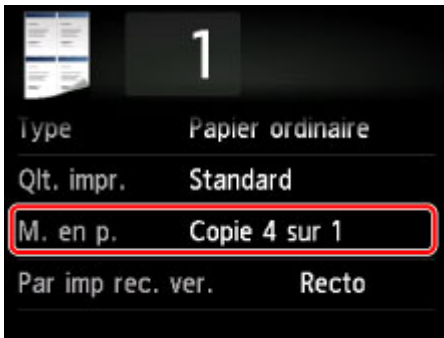 1
Type Papier ordinaire
Qlt. impr. Standard
M. en p. Copie 4 sur 1
Par imp rec. ver. Recto